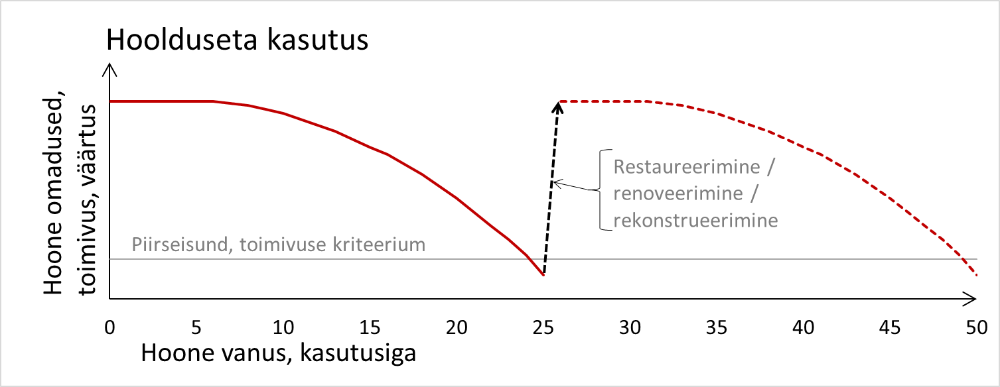 Hoolduseta kasutus
Hoone omadused,
toimivus, väärtus
Restaureerimine /
renoveerimine /
rekonstrueerimine
Piirseisund, toimivuse kriteerium
0 5 10 15 20 25 30 35 40 45 50
Hoone vanus, kasutusiga